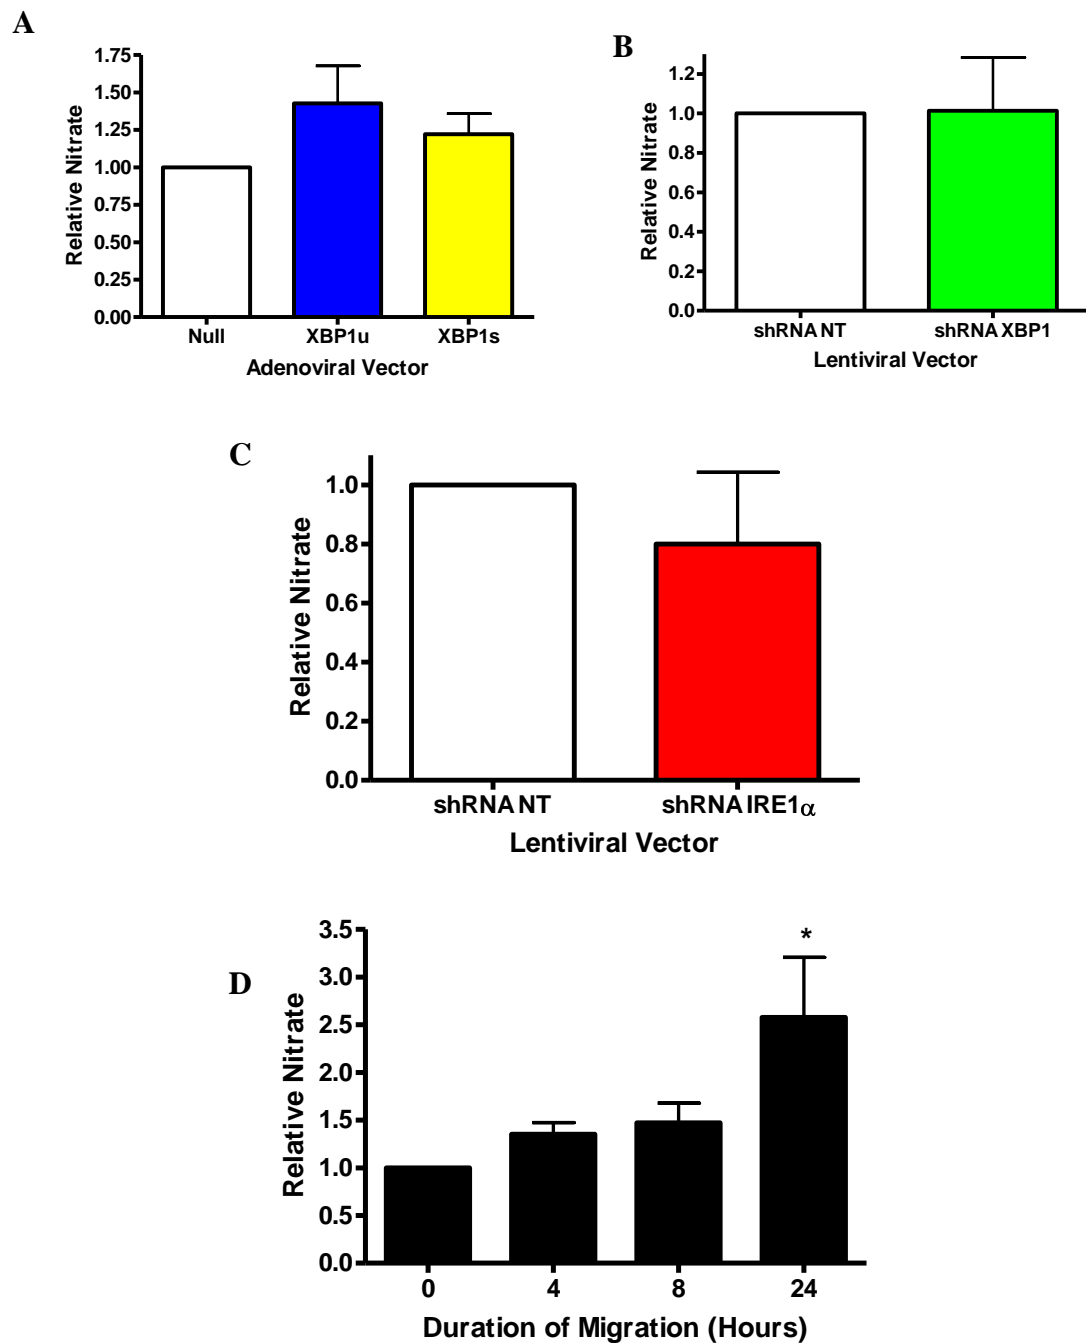 A
Relative Nitrate
1.75
1.50
1.25
1.00
0.75
0.50
0.25
0.00
Null XBP1u XBP1s
Adenoviral Vector
B
Relative Nitrate
1.2
1.0
0.8
0.6
0.4
0.2
0.0
shRNA NT shRNA XBP1
Lentiviral Vector
C
Relative Nitrate
1.0
0.8
0.6
0.4
0.2
0.0
shRNA NT shRNA IRE1α
Lentiviral Vector
D
Relative Nitrate
3.5
3.0
2.5
2.0
1.5
1.0
0.5
0.0
*
0 4 8 24
Duration of Migration (Hours)